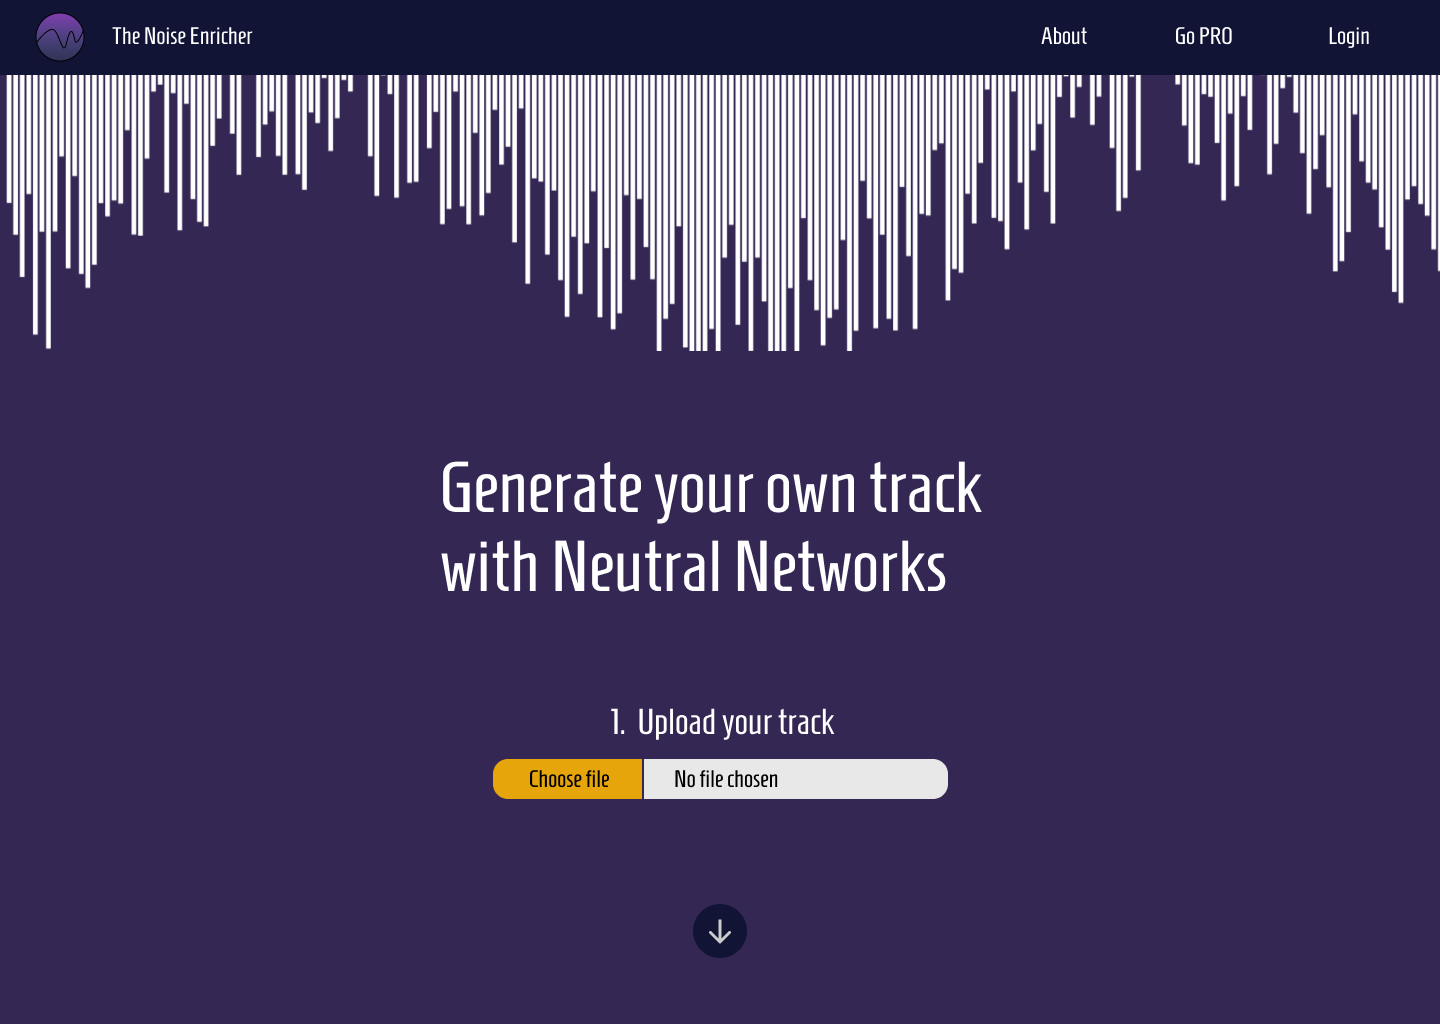 The Noise Enricher
About
Go PRO
Login
Generate your own track
with Neutral Networks
1. Upload your track
Choose file
No file chosen